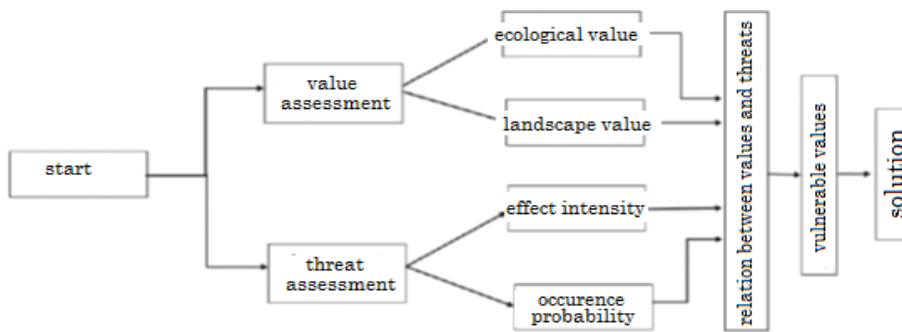 start
value
assessment
threat
assessment
ecological value
landscape value
effect intensity
occurence
probability
relation between values and threats
vulnerable values
solution